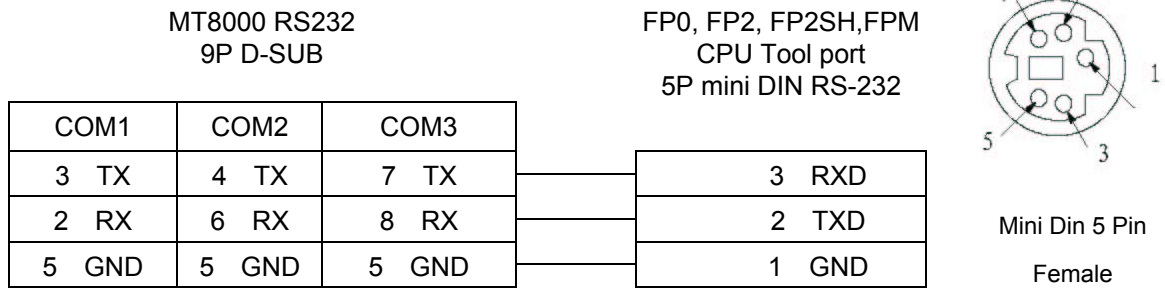 MT8000 RS232
9P D-SUB
FP0, FP2, FP2SH,FPM
CPU Tool port
5P mini DIN RS-232
COM1 COM2 COM3
3 TX 4 TX 7 TX 3 RXD
2 RX 6 RX 8 RX 2 TXD
5 GND 5 GND 5 GND 1 GND
1
5
3
Mini Din 5 Pin
Female